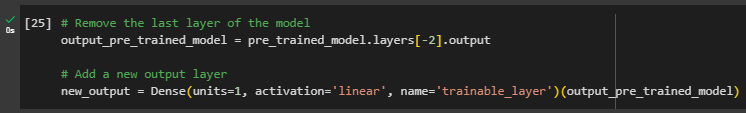 [25] # Remove the last layer of the model
0s
output_pre_trained_model = pre_trained_model.layers[-2].output
# Add a new output layer
new_output = Dense(units=1, activation='linear', name='trainable_layer')(output_pre_trained_model)